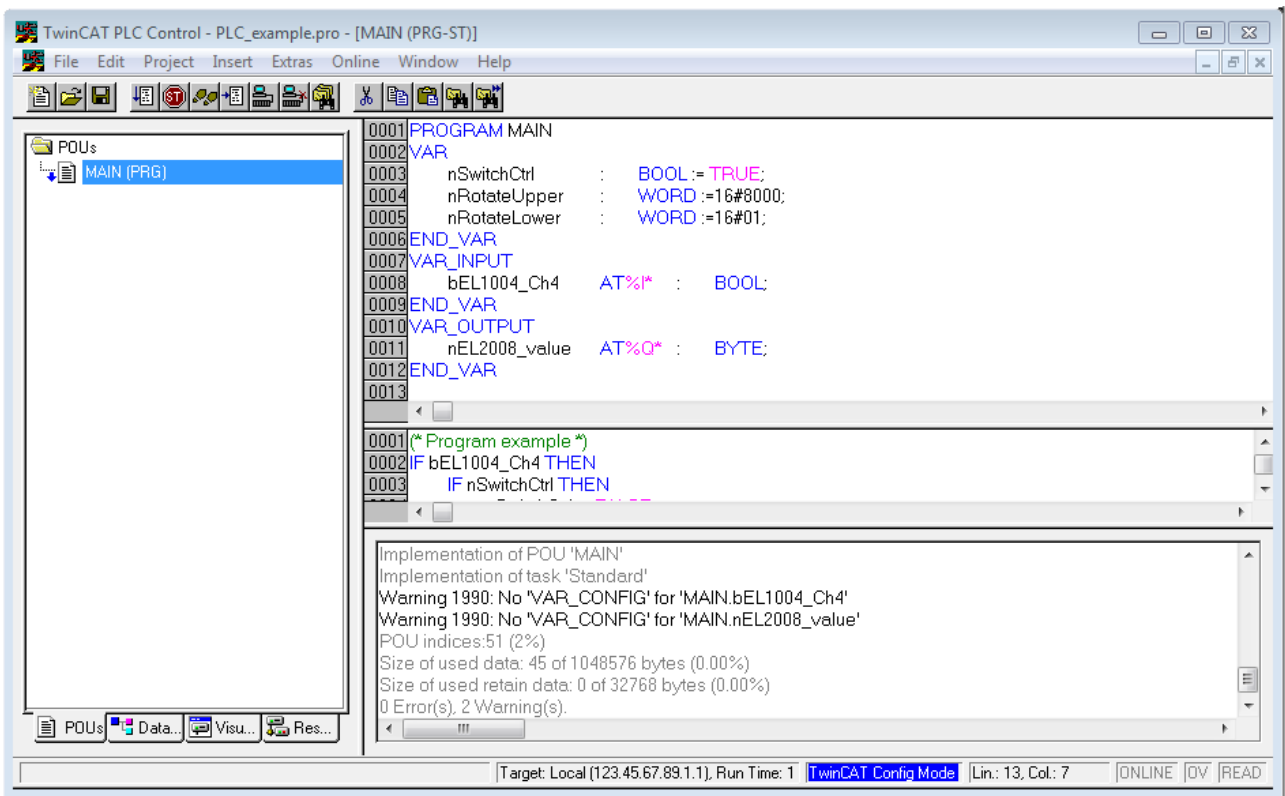 TwinCAT PLC Control - PLC_example.pro - [MAIN (PRG-ST)]
File Edit Project Insert Extras Online Window Help
POUs
MAIN (PRG)
0001 PROGRAM MAIN
0002 VAR
0003 nSwitchCtrl : BOOL := TRUE;
0004 nRotateUpper : WORD :=16#8000;
0005 nRotateLower : WORD :=16#01;
0006 END_VAR
0007 VAR_INPUT
0008 bEL1004_Ch4 AT%I* : BOOL;
0009 END_VAR
0010 VAR_OUTPUT
0011 nEL2008_value AT%Q* : BYTE;
0012 END_VAR
0013
0001 (* Program example *)
0002 IF bEL1004_Ch4 THEN
0003 IF nSwitchCtrl THEN
Implementation of POU 'MAIN'
Implementation of task 'Standard'
Warning 1990: No 'VAR_CONFIG' for 'MAIN.bEL1004_Ch4'
Warning 1990: No 'VAR_CONFIG' for 'MAIN.nEL2008_value'
POU indices:51 (2%)
Size of used data: 45 of 1048576 bytes (0.00%)
Size of used retain data: 0 of 32768 bytes (0.00%)
0 Error(s), 2 Warning(s).
POUs Data... Visu... Res...
Target: Local (123.45.67.89.1.1), Run Time: 1 TwinCAT Config Mode Lin.: 13, Col.: 7 ONLINE OV READ